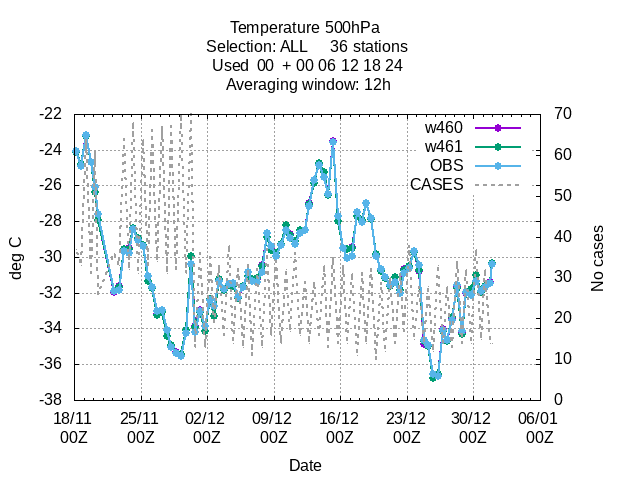 Temperature 500hPa
Selection: ALL     36 stations
Used  00  + 00 06 12 18 24
Averaging window: 12h
-22
-24
-26
-28
-30
-32
-34
-36
-38
deg C
70
60
50
40
30
20
10
0
No cases
w460
w461
OBS
CASES
18/11 25/11 02/12 09/12 16/12 23/12 30/12 06/01
00Z 00Z 00Z 00Z 00Z 00Z 00Z 00Z
Date